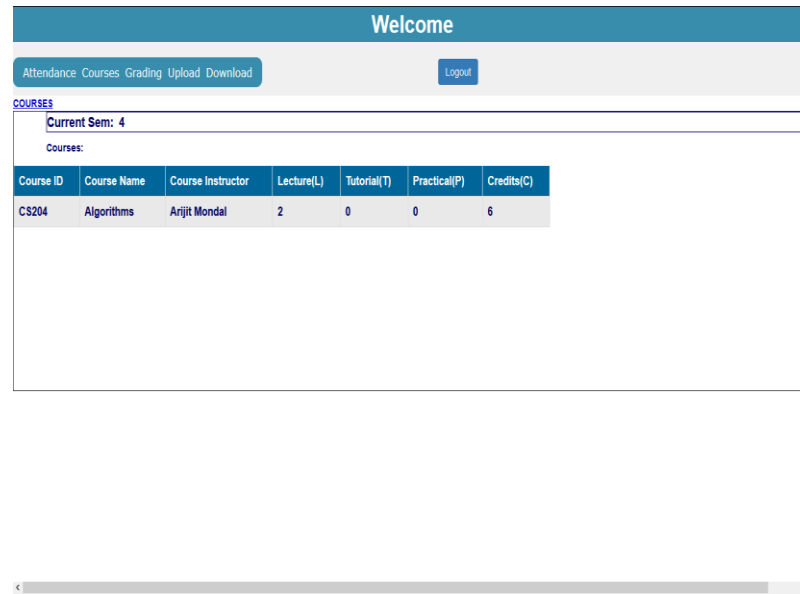 Welcome
Attendance Courses Grading Upload Download
Logout
COURSES
Current Sem: 4
Courses:
Course ID Course Name Course Instructor Lecture(L) Tutorial(T) Practical(P) Credits(C)
CS204 Algorithms Arijit Mondal 2 0 0 6